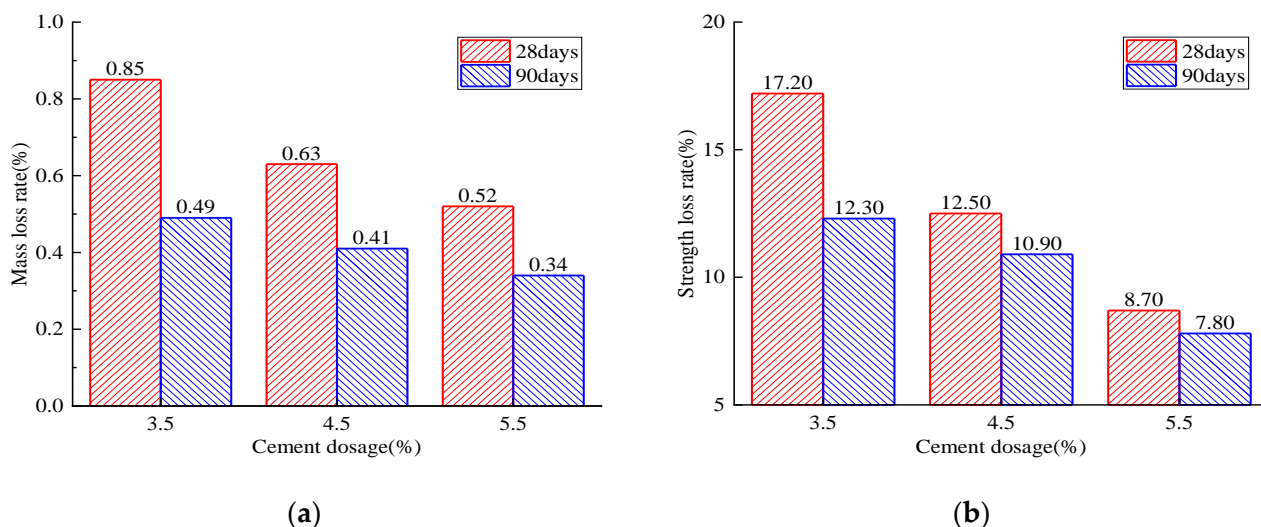 1.0
0.8
0.6
0.4
0.2
0.0
Mass loss rate(%)
28days
90days
0.85
0.49
0.63
0.41
0.52
0.34
3.5
4.5
5.5
Cement dosage(%)
(a)
20
15
10
5
Strength loss rate(%)
28days
90days
17.20
12.30
12.50
10.90
8.70
7.80
3.5
4.5
5.5
Cement dosage(%)
(b)